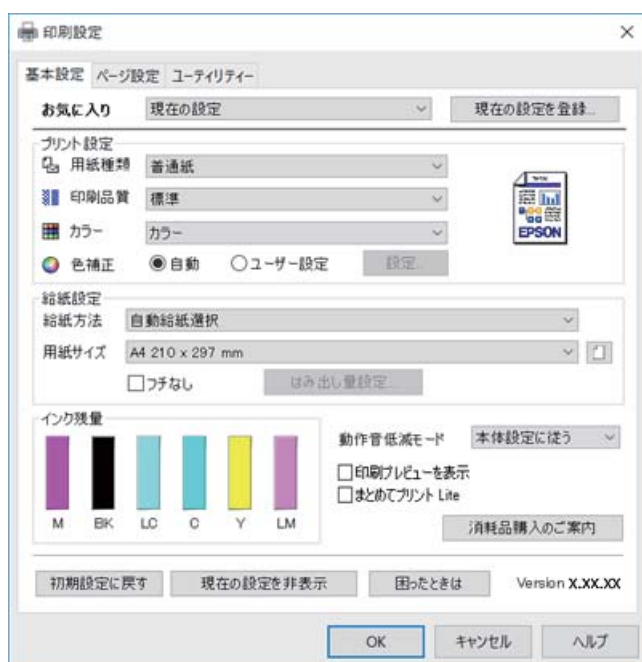 印刷設定
基本設定 ページ設定 ユーティリティー
お気に入り 現在の設定 現在の設定を登録...
プリント設定
用紙種類 普通紙
印刷品質 標準
カラー カラー
色補正 自動 ユーザー設定 設定...
EPSON
給紙設定
給紙方法 自動給紙選択
用紙サイズ A4 210 x 297 mm
フチなし はみ出し量設定...
インク残量
動作音低減モード 本体設定に従う
印刷プレビューを表示
まとめてプリント Lite
M BK LC C Y LM
消耗品購入のご案内
初期設定に戻す 現在の設定を非表示 困ったときは Version X.XX.XX
OK キャンセル ヘルプ